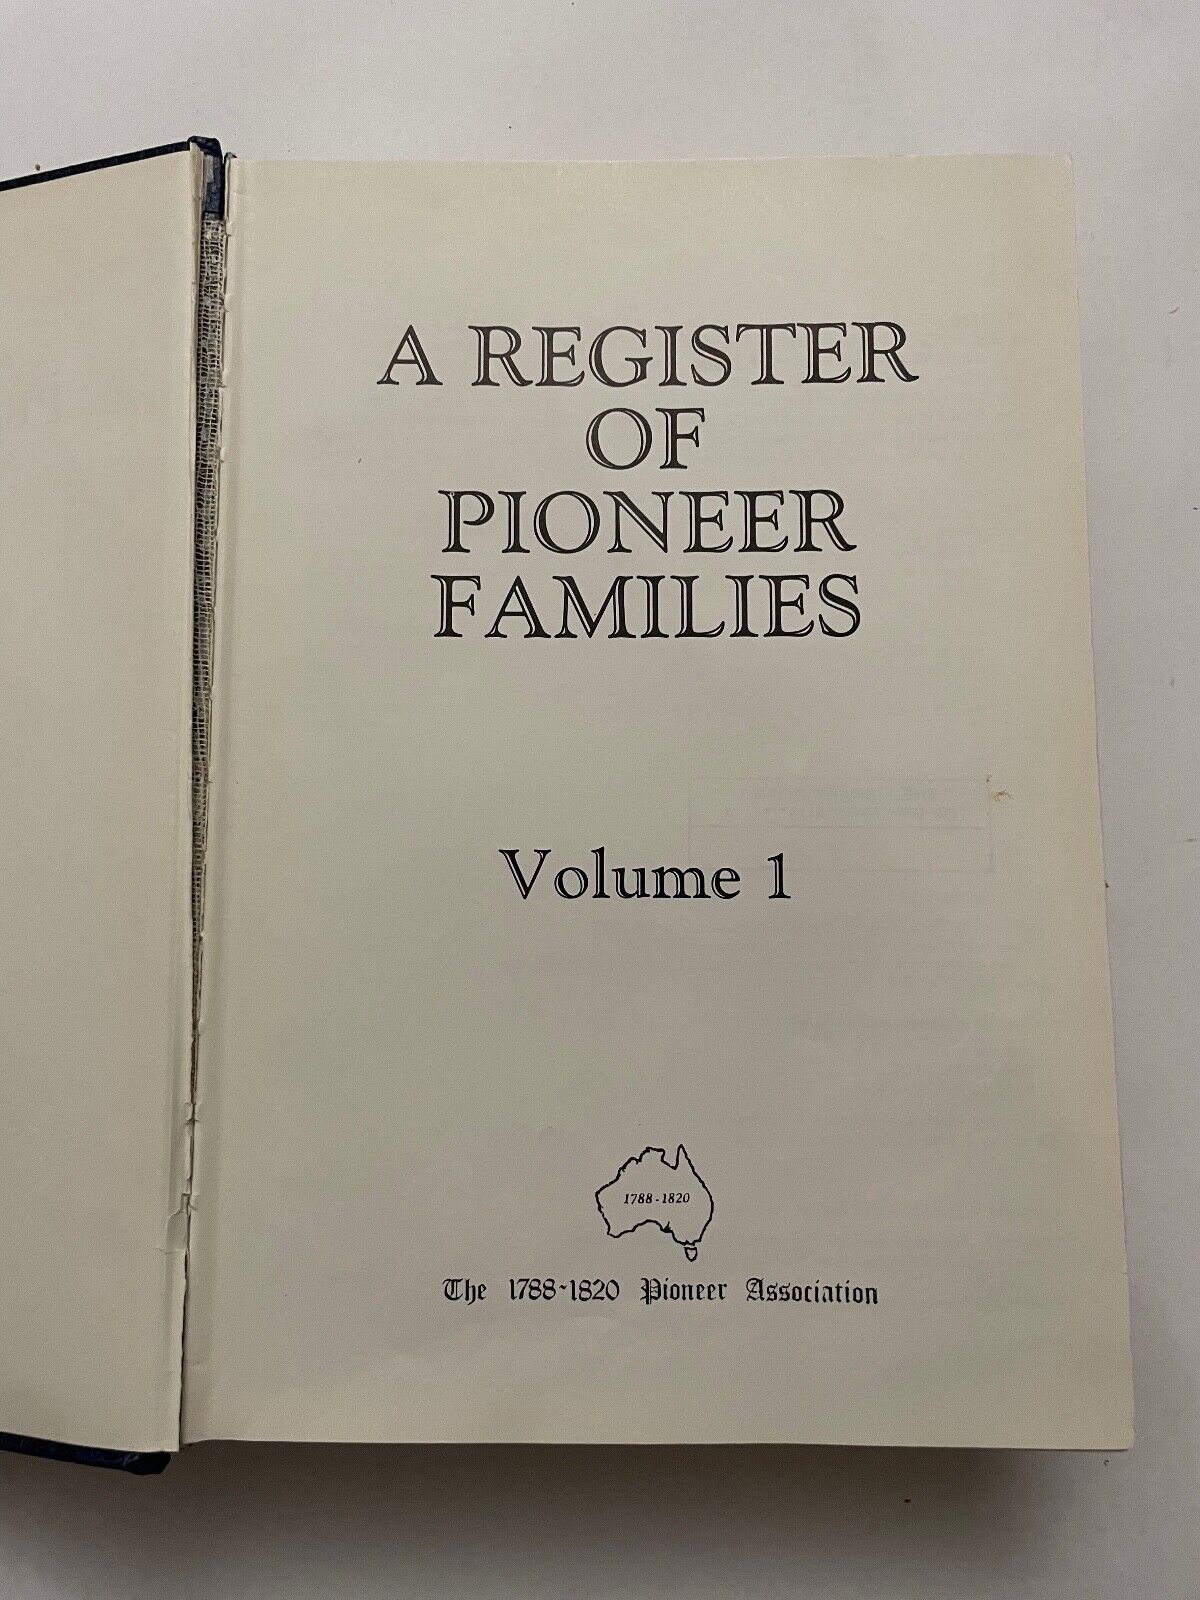 A REGISTER
OF
PIONEER
FAMILIES
Volume 1
1788-1820
The 1788-1820 Pioneer Association